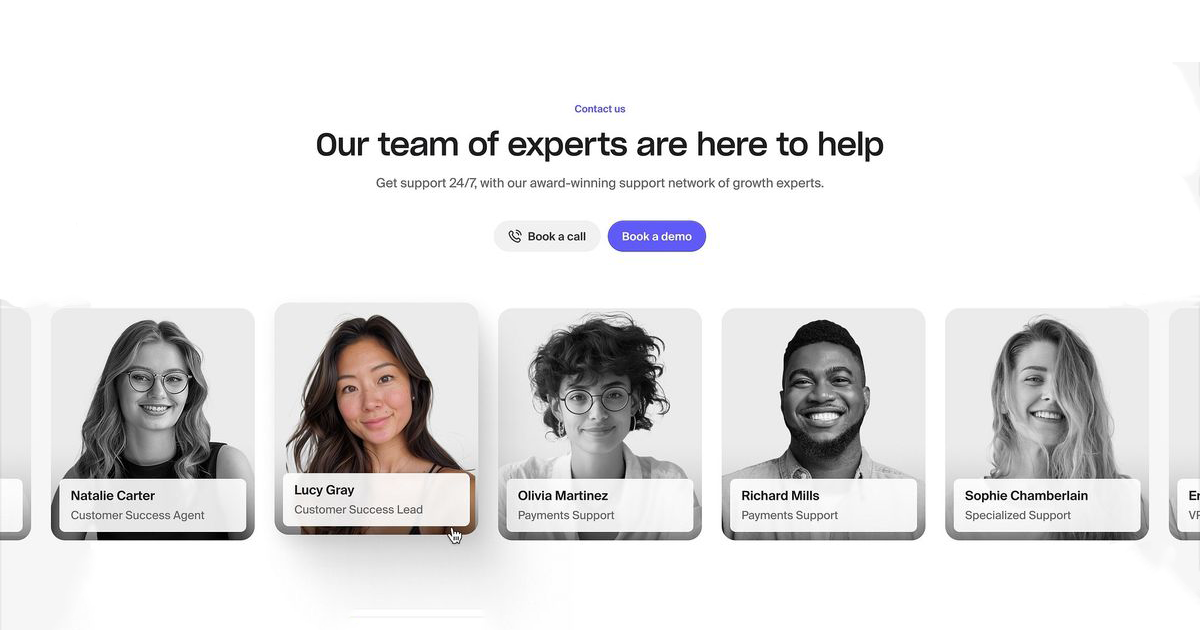 Contact us
Our team of experts are here to help
Get support 24/7, with our award-winning support network of growth experts.
Book a call
Book a demo
Natalie Carter
Customer Success Agent
Lucy Gray
Customer Success Lead
Olivia Martinez
Payments Support
Richard Mills
Payments Support
Sophie Chamberlain
Specialized Support